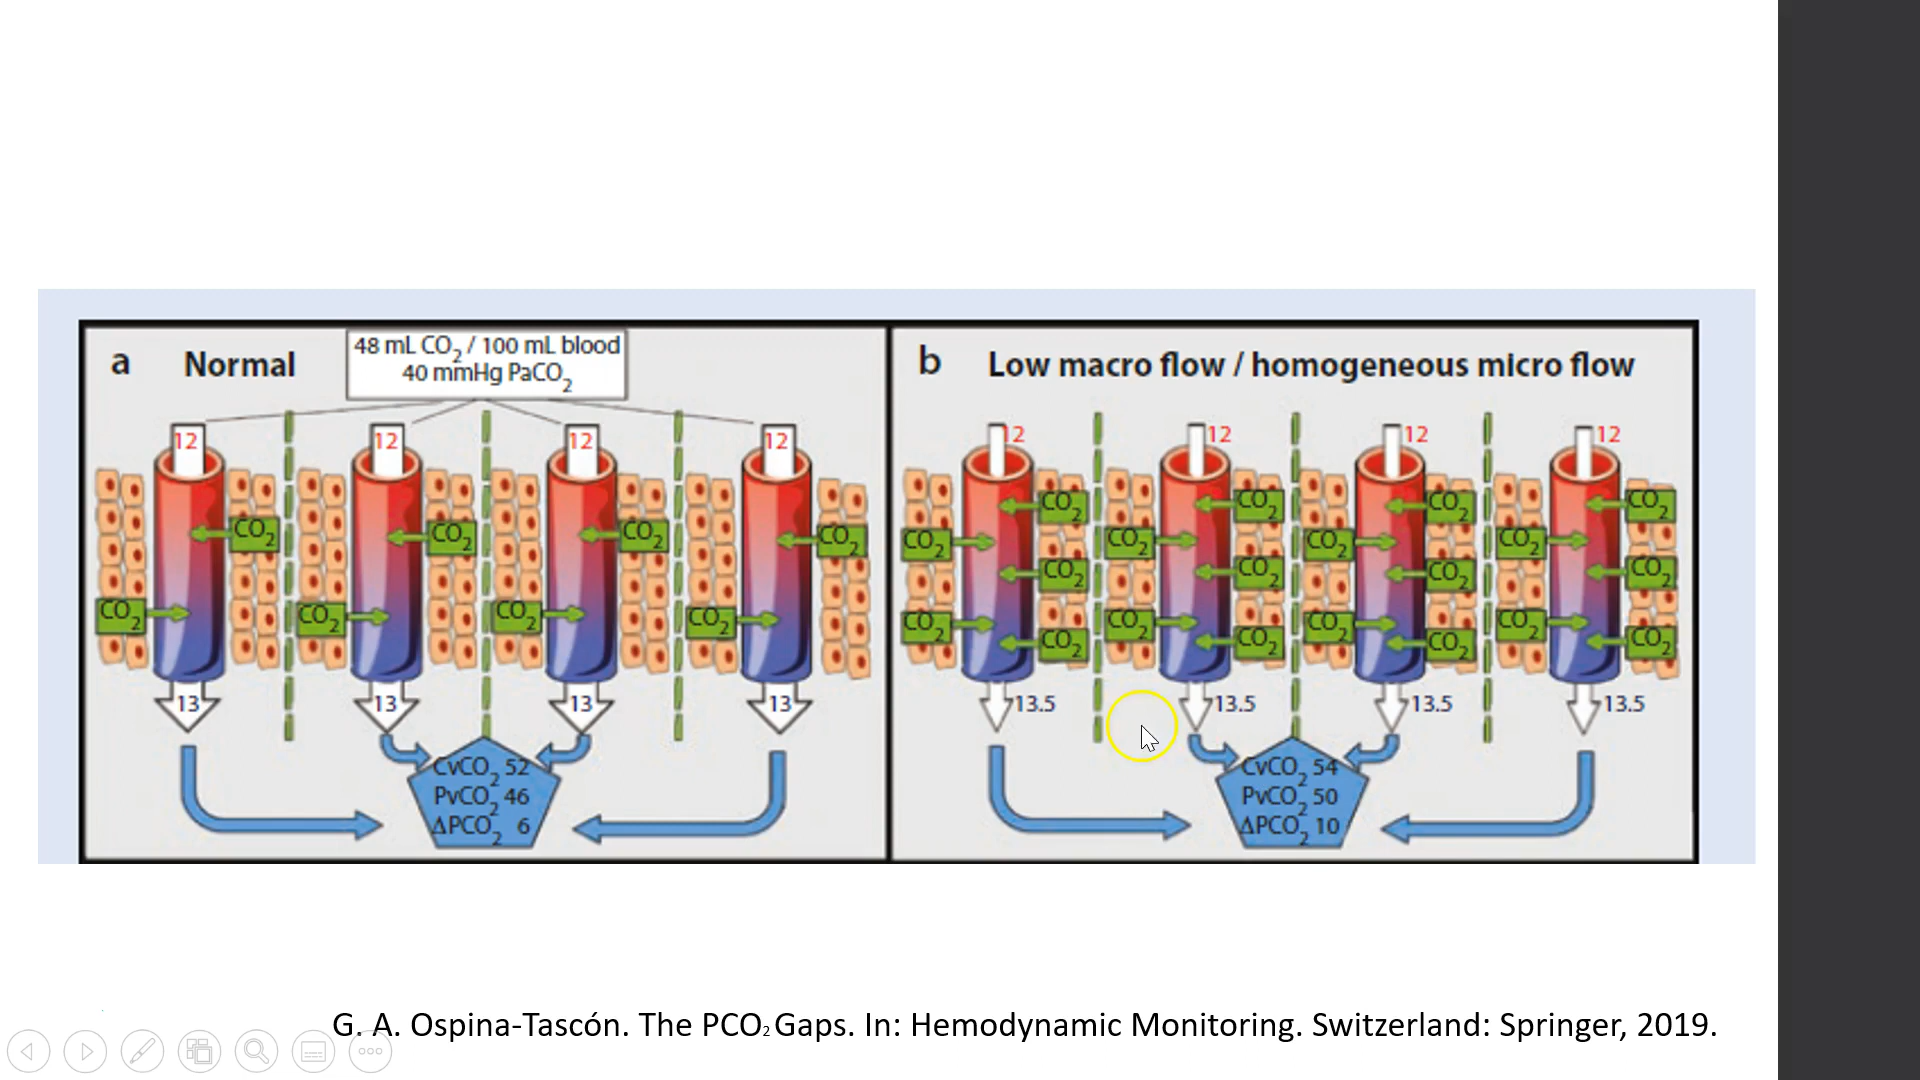 a Normal
48 mL CO2 / 100 mL blood
40 mmHg PaCO2
12 12 12 12
CO2 CO2 CO2 CO2
CO2 CO2 CO2 CO2
13 13 13 13
CvCO2 52
PvCO2 46
ΔPCO2 6
b Low macro flow / homogeneous micro flow
12 12 12 12
CO2 CO2 CO2 CO2
CO2 CO2 CO2 CO2
CO2 CO2 CO2 CO2
CO2 CO2 CO2 CO2
CO2 CO2 CO2 CO2
13.5 13.5 13.5 13.5
CvCO2 54
PvCO2 50
ΔPCO2 10
G. A. Ospina-Tascón. The PCO2 Gaps. In: Hemodynamic Monitoring. Switzerland: Springer, 2019.